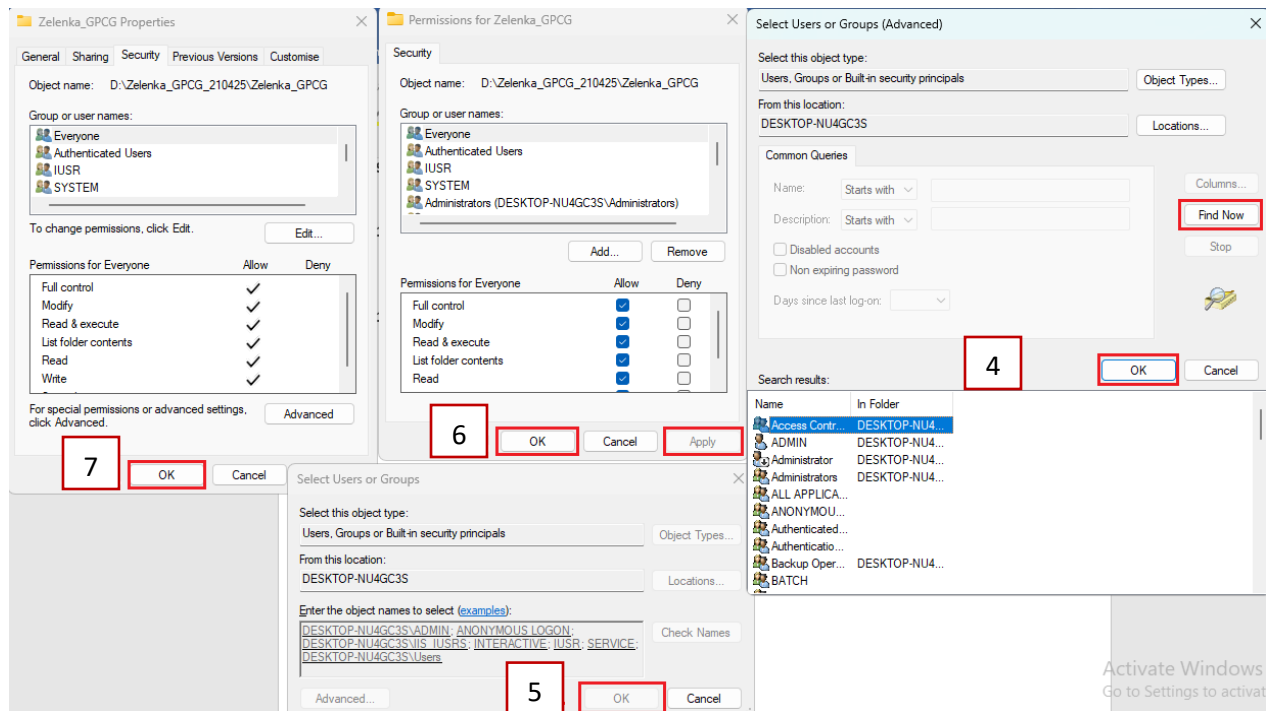 Zelenka_GPCG Properties
General Sharing Security Previous Versions Customise
Object name: D:\Zelenka_GPCG_210425\Zelenka_GPCG
Group or user names:
Everyone
Authenticated Users
IUSR
SYSTEM
To change permissions, click Edit.
Edit...
Permissions for Everyone Allow Deny
Full control
Modify
Read & execute
List folder contents
Read
Write
For special permissions or advanced settings,
click Advanced.
Advanced
7
OK Cancel
Permissions for Zelenka_GPCG
Security
Object name: D:\Zelenka_GPCG_210425\Zelenka_GPCG
Group or user names:
Everyone
Authenticated Users
IUSR
SYSTEM
Administrators (DESKTOP-NU4GC3S\Administrators)
Add... Remove
Permissions for Everyone Allow Deny
Full control
Modify
Read & execute
List folder contents
Read
6
OK Cancel Apply
Select Users or Groups (Advanced)
Select this object type:
Users, Groups or Built-in security principals
Object Types...
From this location:
DESKTOP-NU4GC3S
Locations...
Common Queries
Name: Starts with
Columns...
Description: Starts with
Find Now
Disabled accounts
Stop
Non expiring password
Days since last log-on:
4
OK Cancel
Search results:
Name In Folder
Access Contr... DESKTOP-NU4...
ADMIN DESKTOP-NU4...
Administrator DESKTOP-NU4...
Administrators DESKTOP-NU4...
ALL APPLICA...
ANONYMOU...
Authenticated...
Authenticatio...
Backup Oper... DESKTOP-NU4...
BATCH
Select Users or Groups
Select this object type:
Users, Groups or Built-in security principals
Object Types...
From this location:
DESKTOP-NU4GC3S
Locations...
Enter the object names to select (examples):
DESKTOP-NU4GC3S\ADMIN; ANONYMOUS LOGON;
DESKTOP-NU4GC3S\IIS_IUSRS; INTERACTIVE; IUSR; SERVICE;
DESKTOP-NU4GC3S\Users
Check Names
Advanced...
5
OK Cancel
Activate Windows
Go to Settings to activat